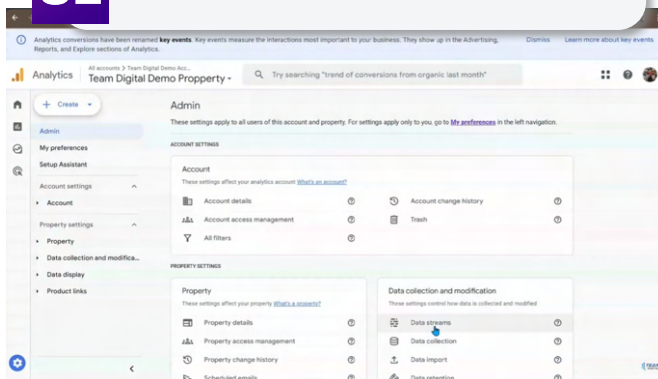 Analytics conversions have been renamed key events. Key events measure the interactions most important to your business. They show up in the Advertising,
Reports, and Explore sections of Analytics.
Dismiss
Learn more about key events
Analytics
All accounts > Team Digital Demo Acc...
Team Digital Demo Propperty
Try searching "trend of conversions from organic last month"
Create
Admin
My preferences
Setup Assistant
Account settings
Account
Property settings
Property
Data collection and modifica...
Data display
Product links
Admin
These settings apply to all users of this account and property. For settings apply only to you, go to My preferences in the left navigation.
ACCOUNT SETTINGS
Account
These settings affect your analytics account What's an account?
Account details
Account change history
Account access management
Trash
All filters
PROPERTY SETTINGS
Property
These settings affect your property What's a property?
Property details
Property access management
Property change history
Scheduled emails
Data collection and modification
These settings control how data is collected and modified
Data streams
Data collection
Data import
Data retention